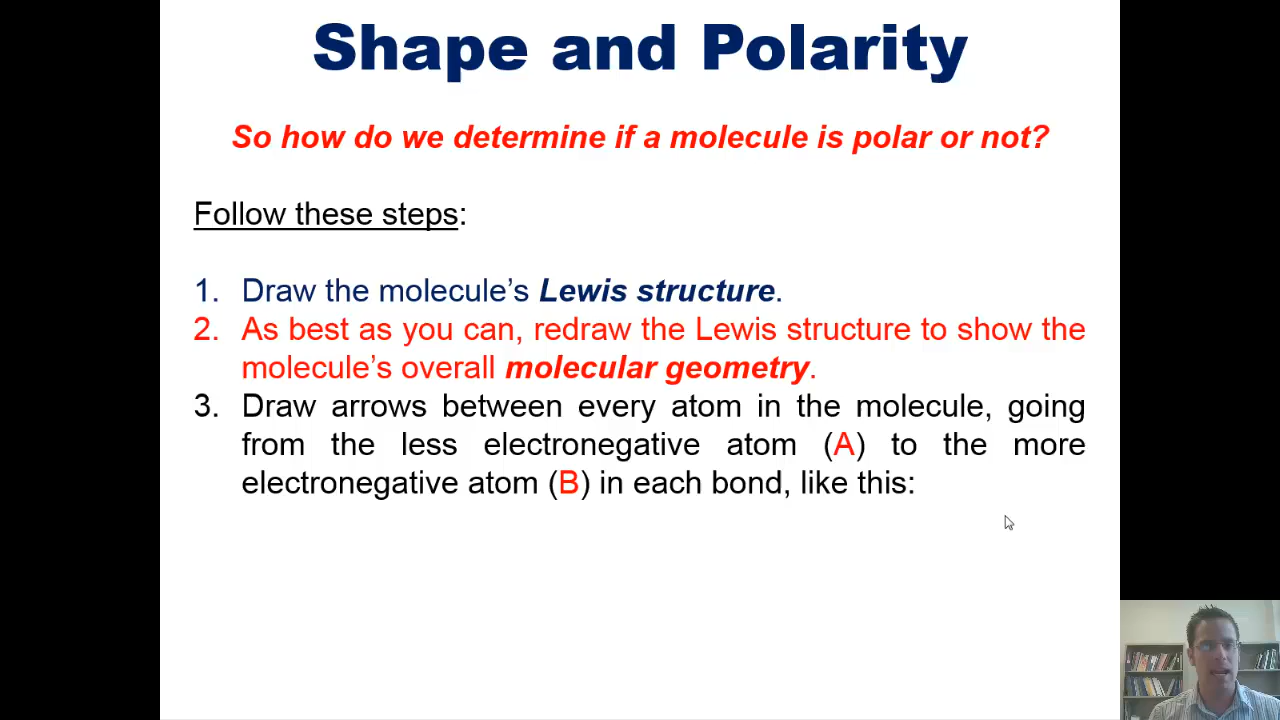 Shape and Polarity
So how do we determine if a molecule is polar or not?
Follow these steps:
1. Draw the molecule’s Lewis structure.
2. As best as you can, redraw the Lewis structure to show the
molecule’s overall molecular geometry.
3. Draw arrows between every atom in the molecule, going
from the less electronegative atom (A) to the more
electronegative atom (B) in each bond, like this: